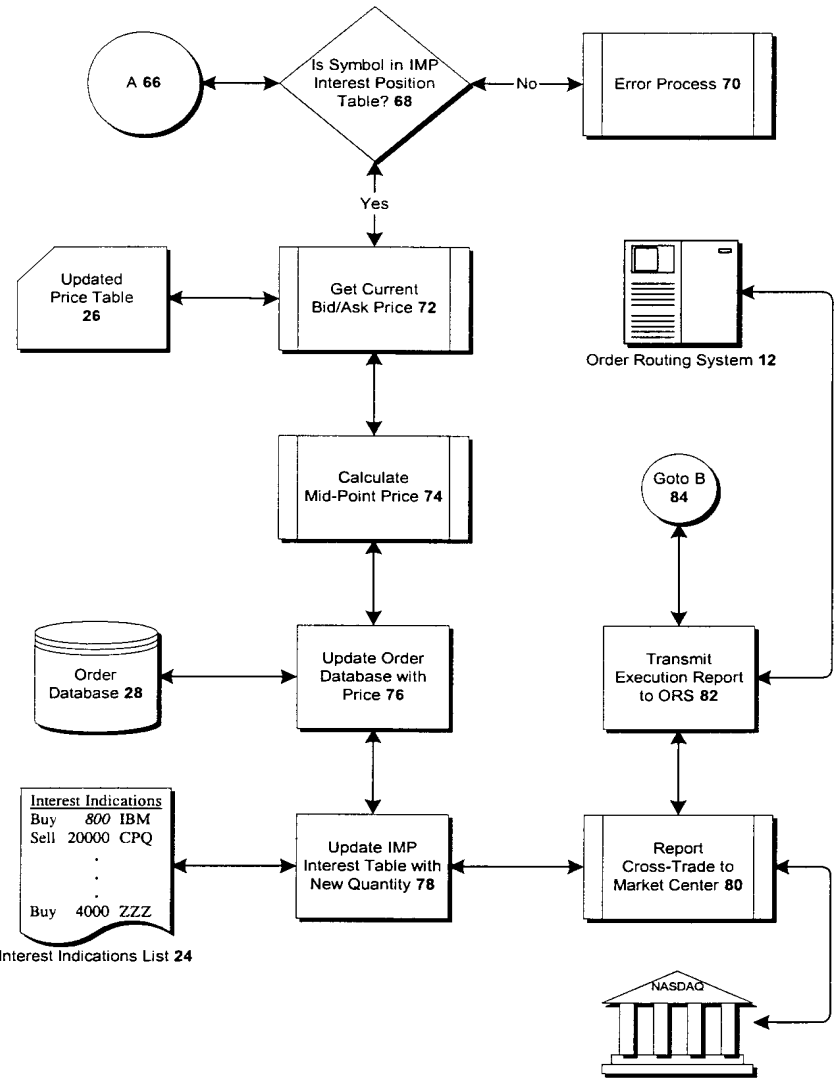 A 66
Is Symbol in IMP
Interest Position
Table? 68
No
Error Process 70
Yes
Updated
Price Table
26
Get Current
Bid/Ask Price 72
Order Routing System 12
Calculate
Mid-Point Price 74
Goto B
84
Order
Database 28
Update Order
Database with
Price 76
Transmit
Execution Report
to ORS 82
Interest Indications
Buy 800 IBM
Sell 20000 CPQ
.
.
.
Buy 4000 ZZZ
Interest Indications List 24
Update IMP
Interest Table with
New Quantity 78
Report
Cross-Trade to
Market Center 80
NASDAQ